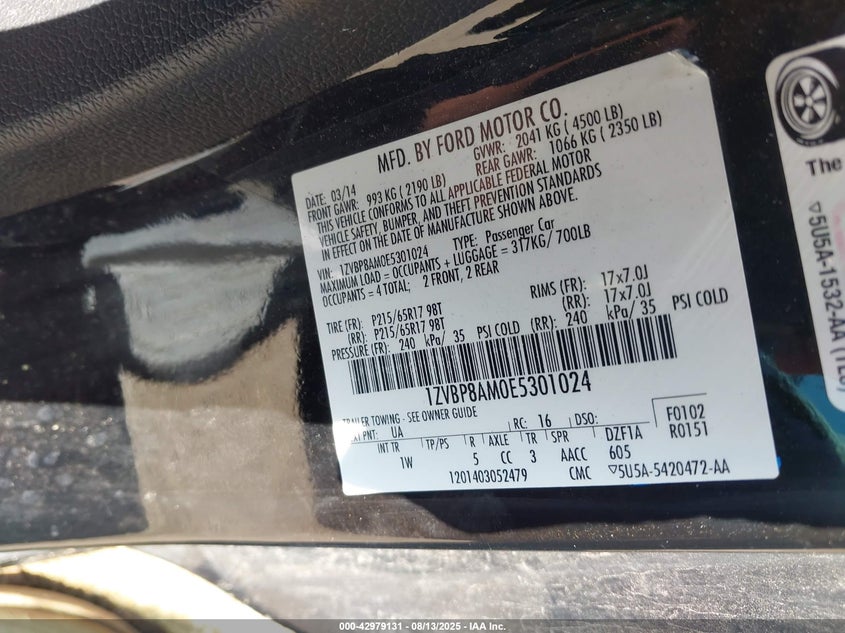 MFD. BY FORD MOTOR CO.
DATE: 03/14 GVWR: 2041 KG ( 4500 LB)
FRONT GAWR: 993 KG ( 2190 LB) REAR GAWR: 1066 KG ( 2350 LB)
THIS VEHICLE CONFORMS TO ALL APPLICABLE FEDERAL MOTOR
VEHICLE SAFETY, BUMPER, AND THEFT PREVENTION STANDARDS
IN EFFECT ON THE DATE OF MANUFACTURE SHOWN ABOVE.
VIN: 1ZVBP8AM0E5301024 TYPE: Passenger Car
MAXIMUM LOAD = OCCUPANTS + LUGGAGE = 317KG/ 700LB
OCCUPANTS = 4 TOTAL; 2 FRONT, 2 REAR
TIRE (FR): P215/65R17 98T RIMS (FR): 17x7.0J
(RR): P215/65R17 98T (RR): 17x7.0J
PRESSURE (FR): 240 kPa/ 35 PSI COLD (RR): 240 kPa/ 35 PSI COLD
1ZVBP8AM0E5301024
TRAILER TOWING - SEE OWNER GUIDE
EXT PNT: UA RC: 16 DSO: F0102
INT TR TP/PS R AXLE TR SPR DZF1A R0151
1W 5 CC 3 AACC 605
1201403052479 CMC ▽5U5A-5420472-AA
The
▽5U5A-1532-AA
000-42979131 - 08/13/2025 - IAA Inc.